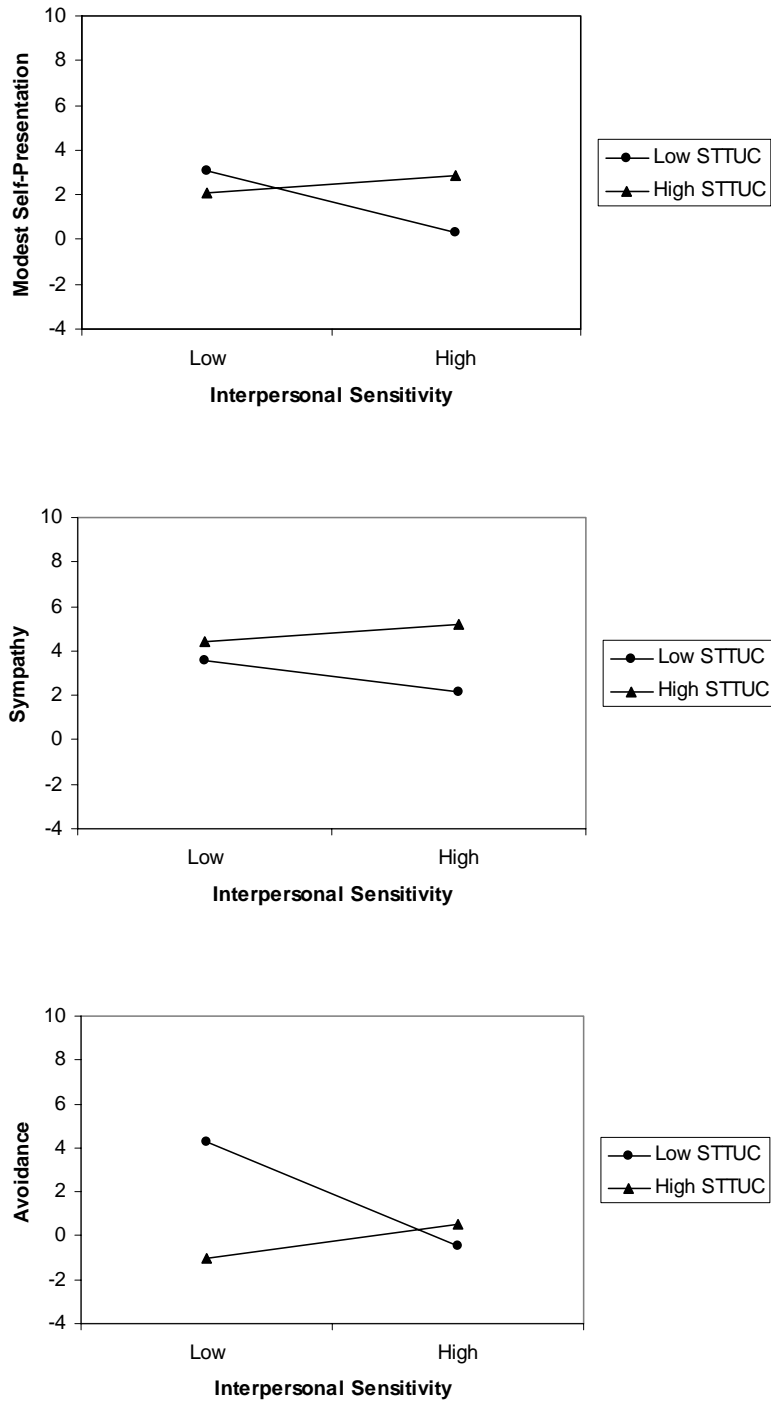 10
8
6
4
2
0
-2
-4
Modest Self-Presentation
Low High
Interpersonal Sensitivity
Low STTUC
High STTUC
10
8
6
4
2
0
-2
-4
Sympathy
Low High
Interpersonal Sensitivity
Low STTUC
High STTUC
10
8
6
4
2
0
-2
-4
Avoidance
Low High
Interpersonal Sensitivity
Low STTUC
High STTUC